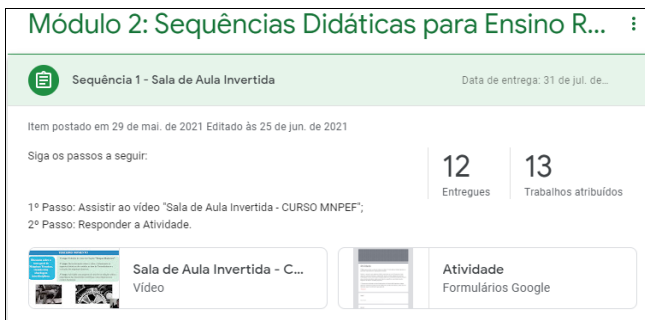 Módulo 2: Sequências Didáticas para Ensino R...
Sequência 1 - Sala de Aula Invertida
Data de entrega: 31 de jul. de...
Item postado em 29 de mai. de 2021 Editado às 25 de jun. de 2021
Siga os passos a seguir:
12
Entregues
13
Trabalhos atribuídos
1º Passo: Assistir ao vídeo "Sala de Aula Invertida - CURSO MNPEF";
2º Passo: Responder a Atividade.
Sala de Aula Invertida - C...
Vídeo
Atividade
Formulários Google